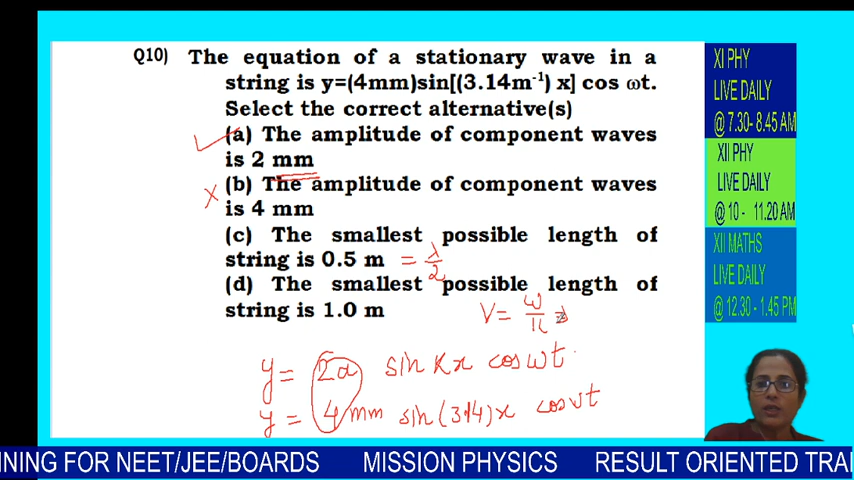 Q10) The equation of a stationary wave in a
string is y=(4mm)sin[(3.14m⁻¹) x] cos ωt.
Select the correct alternative(s)
(a) The amplitude of component waves
is 2 mm
(b) The amplitude of component waves
is 4 mm
(c) The smallest possible length of
string is 0.5 m = λ/2
(d) The smallest possible length of
string is 1.0 m
V = ω/k =
y = 2a sin Kx cos ωt
y = 4 mm sin (3.14) x cos ωt
XI PHY
LIVE DAILY
@ 7.30- 8.45 AM
XII PHY
LIVE DAILY
@ 10 - 11.20 AM
XII MATHS
LIVE DAILY
@ 12.30 - 1.45 PM
NING FOR NEET/JEE/BOARDS MISSION PHYSICS RESULT ORIENTED TRA